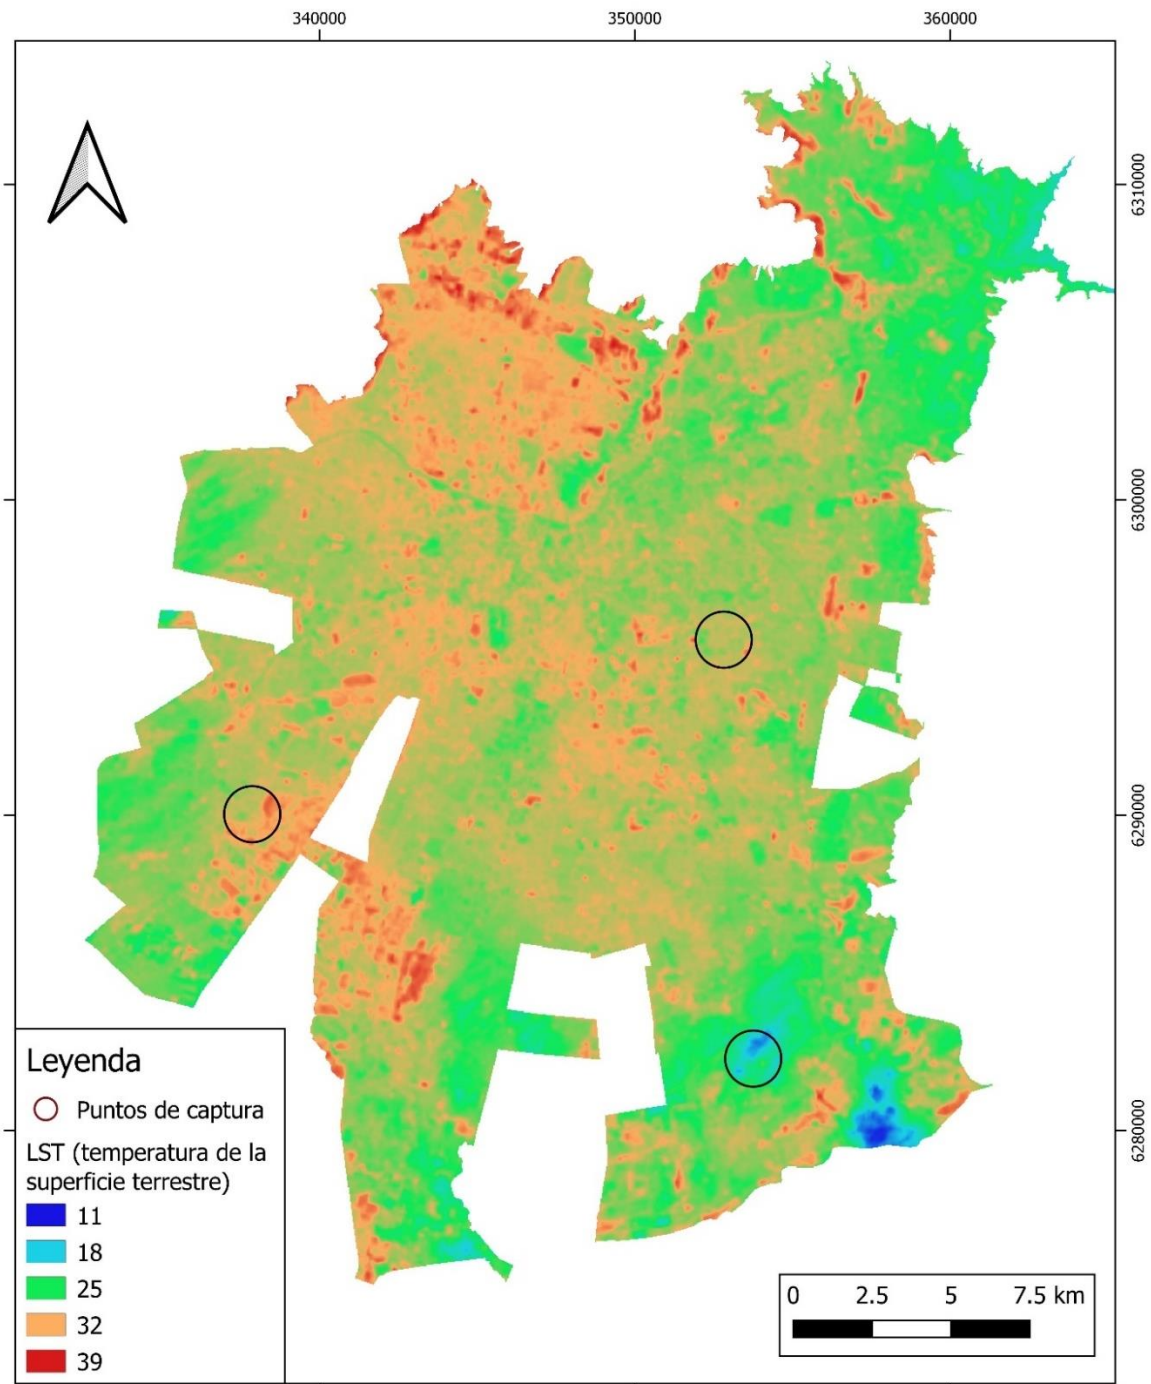 340000
350000
360000
6310000
6300000
6290000
6280000
Leyenda
Puntos de captura
LST (temperatura de la
superficie terrestre)
11
18
25
32
39
0 2.5 5 7.5 km